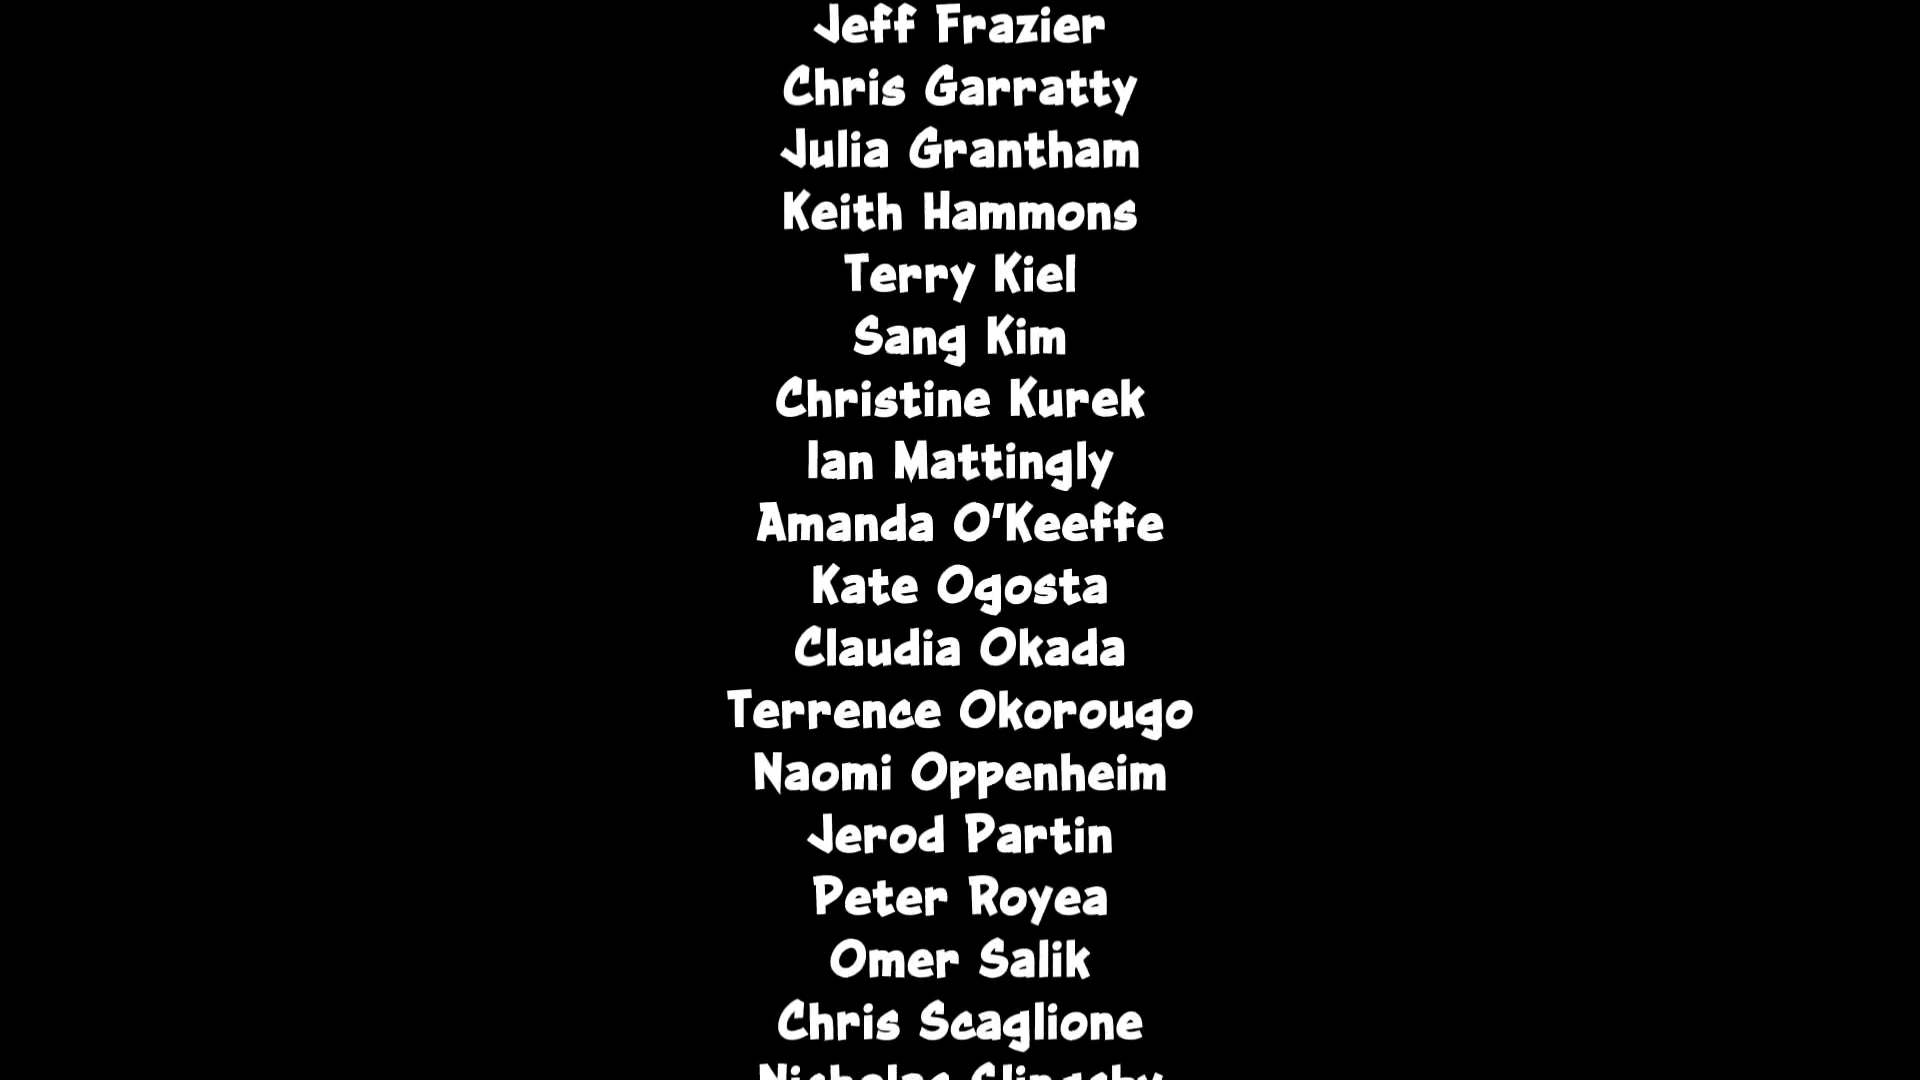 Jeff Frazier
Chris Garratty
Julia Grantham
Keith Hammons
Terry Kiel
Sang Kim
Christine Kurek
Ian Mattingly
Amanda O'Keeffe
Kate Ogosta
Claudia Okada
Terrence Okorougo
Naomi Oppenheim
Jerod Partin
Peter Royea
Omer Salik
Chris Scaglione